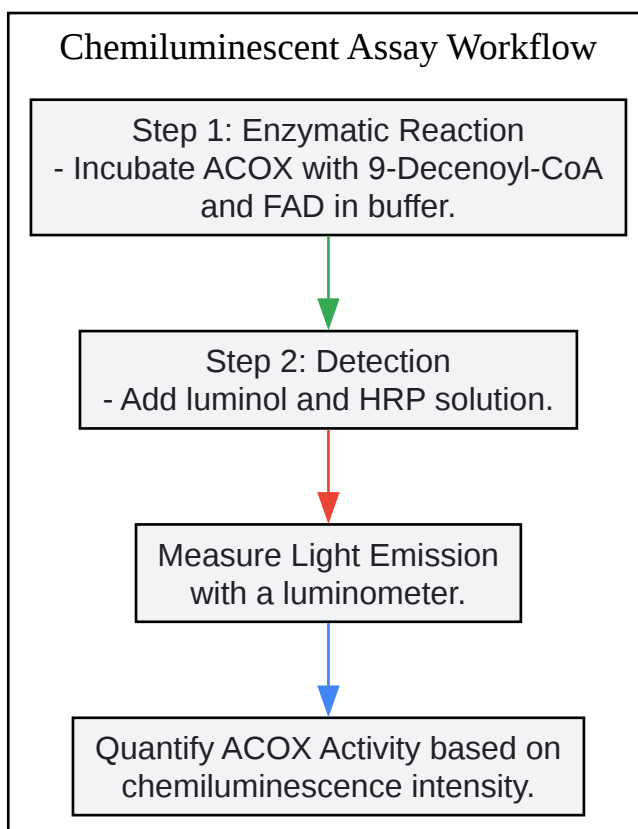 Chemiluminescent Assay Workflow
Step 1: Enzymatic Reaction
- Incubate ACOX with 9-Decenoyl-CoA
and FAD in buffer.
Step 2: Detection
- Add luminol and HRP solution.
Measure Light Emission
with a luminometer.
Quantify ACOX Activity based on
chemiluminescence intensity.